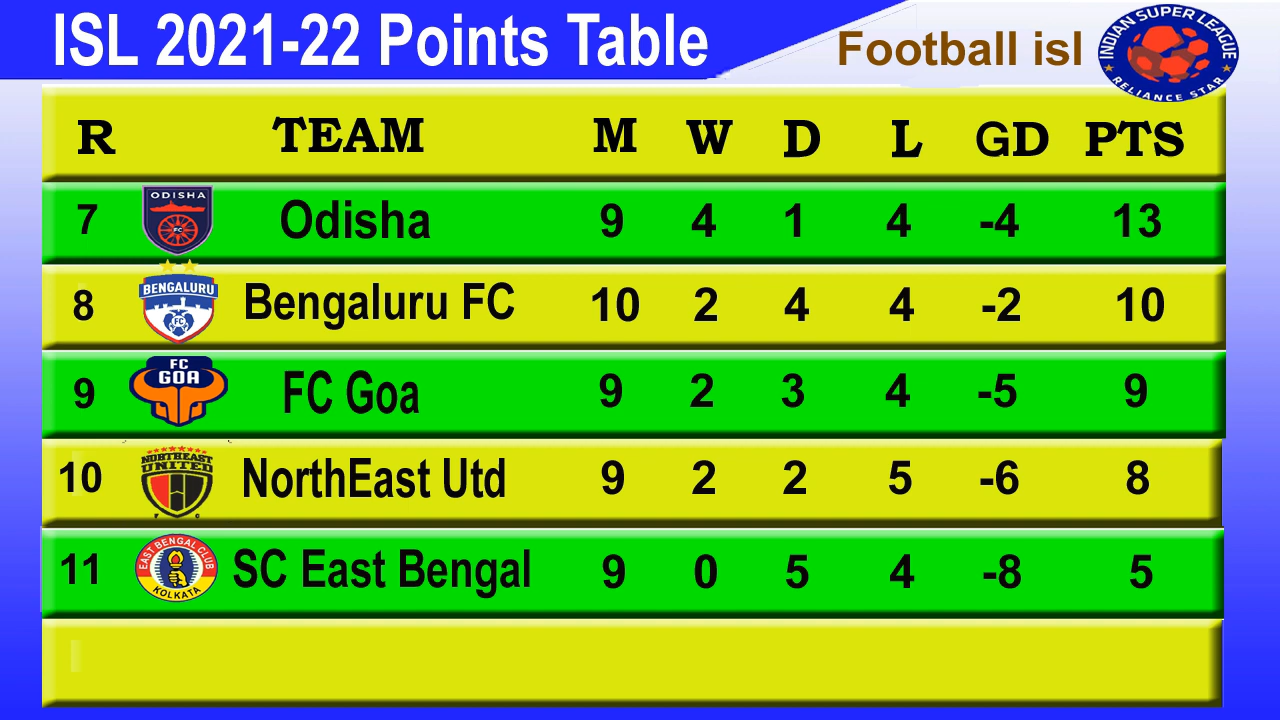 ISL 2021-22 Points Table
Football isl
INDIAN SUPER LEAGUE
RELIANCE STAR
R TEAM M W D L GD PTS
7 ODISHA FC Odisha 9 4 1 4 -4 13
8 BENGALURU FC Bengaluru FC 10 2 4 4 -2 10
9 FC GOA FC Goa 9 2 3 4 -5 9
10 NORTHEAST UNITED F C NorthEast Utd 9 2 2 5 -6 8
11 EAST BENGAL CLUB KOLKATA SC East Bengal 9 0 5 4 -8 5